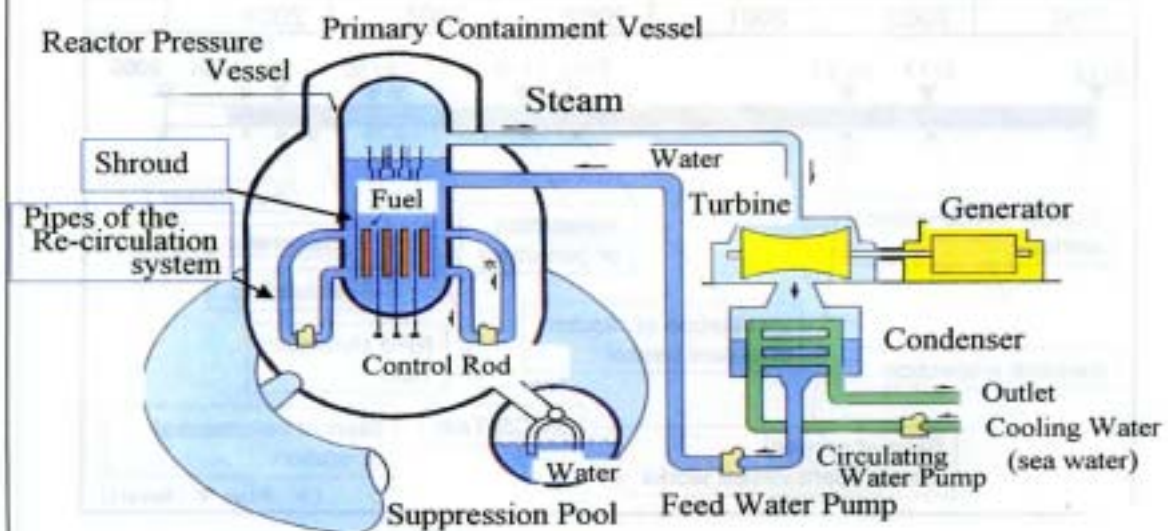 Primary Containment Vessel
Reactor Pressure
Vessel
Steam
Shroud
Water
Fuel
Turbine
Generator
Pipes of the
Re-circulation
system
Control Rod
Condenser
Outlet
Cooling Water
(sea water)
Circulating
Water Pump
Water
Feed Water Pump
Suppression Pool